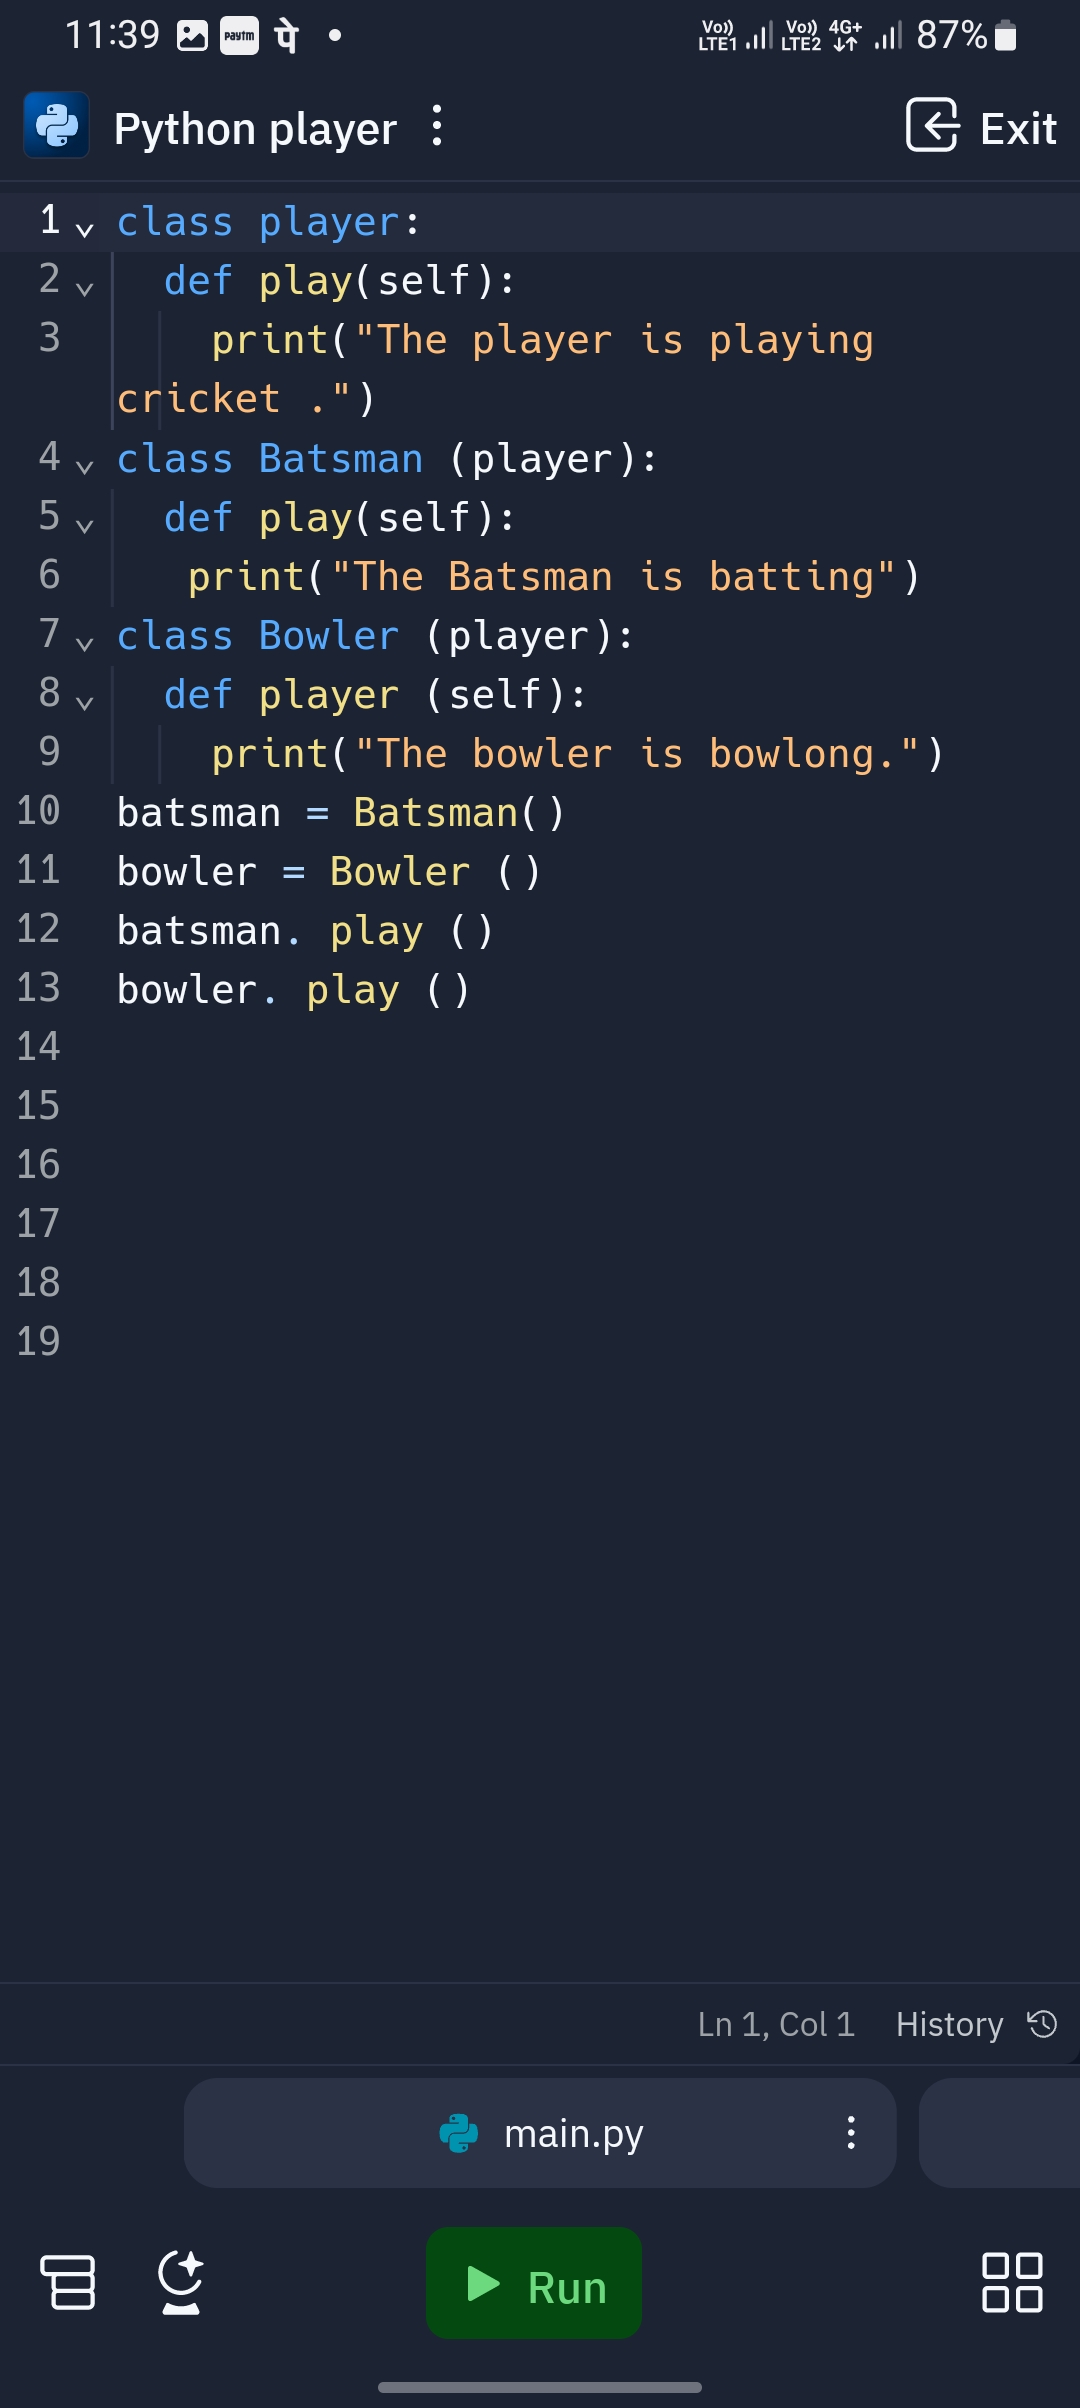 11:39 Paytm पे Vo)) LTE1 Vo)) LTE2 4G+ 87%
Python player Exit
1 class player:
2 def play(self):
3 print("The player is playing
cricket .")
4 class Batsman (player):
5 def play(self):
6 print("The Batsman is batting")
7 class Bowler (player):
8 def player (self):
9 print("The bowler is bowlong.")
10 batsman = Batsman()
11 bowler = Bowler ()
12 batsman. play ()
13 bowler. play ()
14
15
16
17
18
19
Ln 1, Col 1 History
main.py
Run